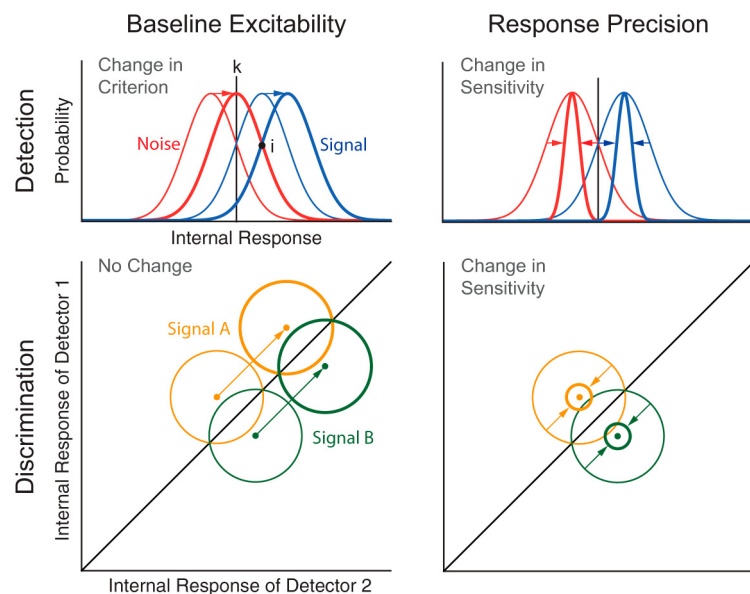 Baseline Excitability
Response Precision
Detection
Probability
Change in
Criterion
k
Noise
i
Signal
Internal Response
Change in
Sensitivity
Discrimination
Internal Response of Detector 1
No Change
Signal A
Signal B
Internal Response of Detector 2
Change in
Sensitivity